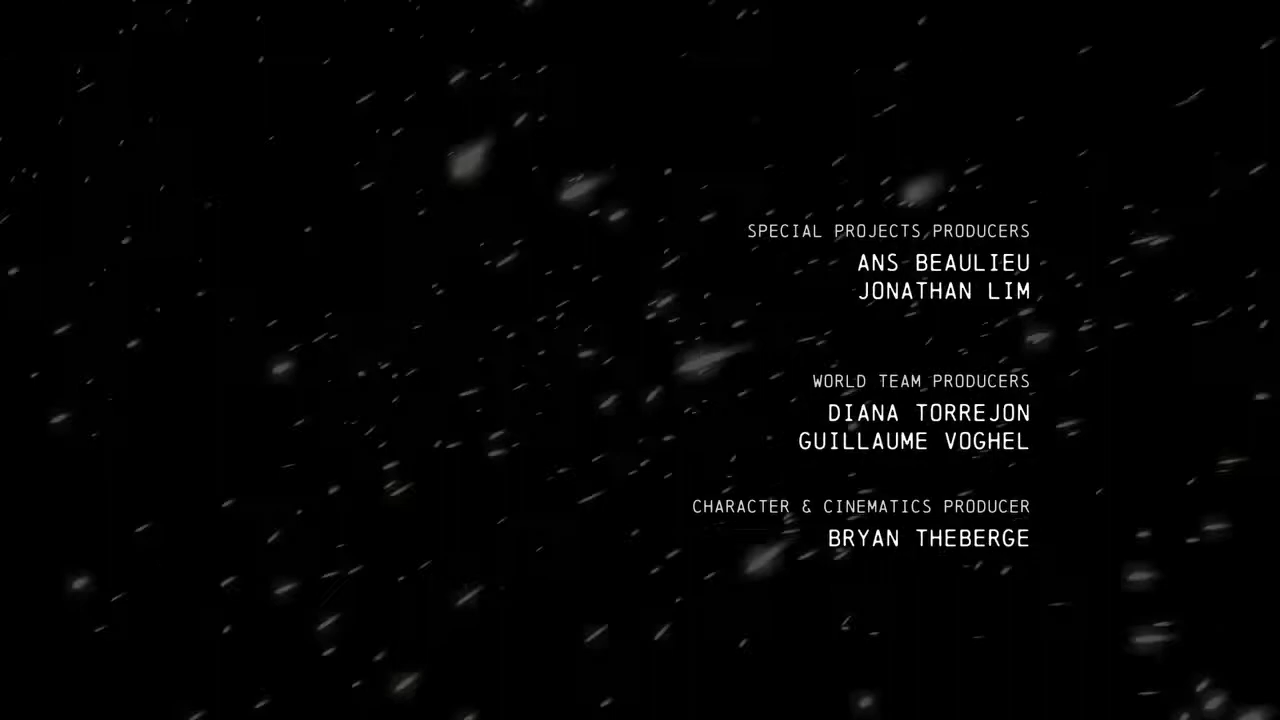 SPECIAL PROJECTS PRODUCERS
ANS BEAULIEU
JONATHAN LIM
WORLD TEAM PRODUCERS
DIANA TORREJON
GUILLAUME VOGHEL
CHARACTER & CINEMATICS PRODUCER
BRYAN THEBERGE